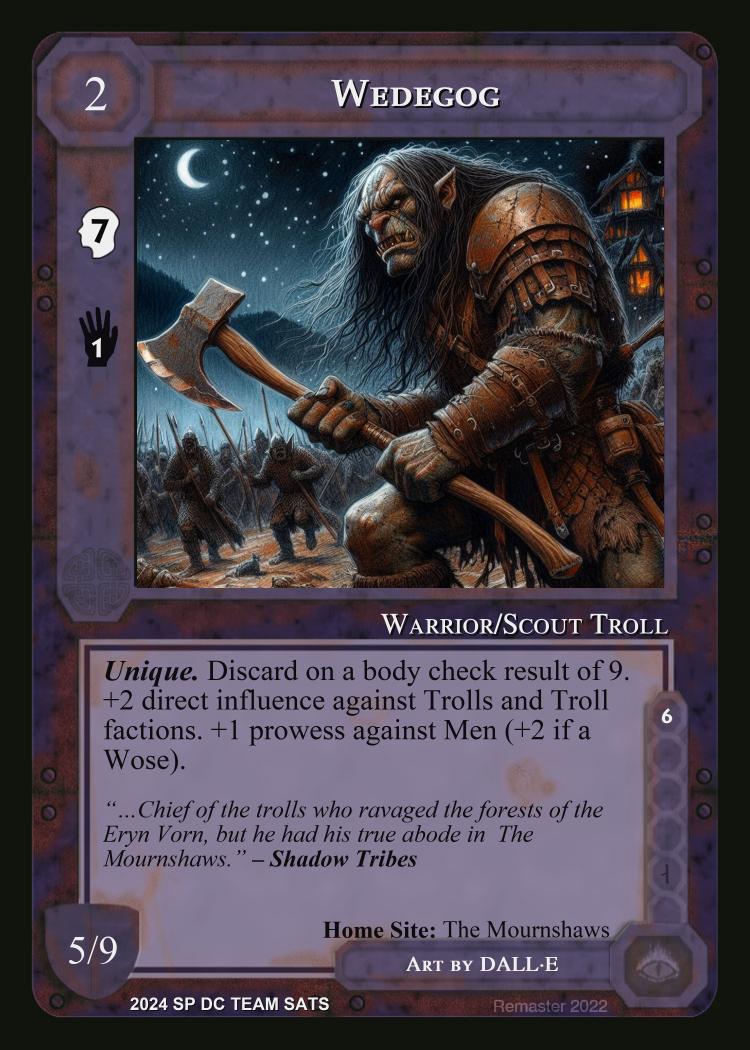 2
Wedegog
7
1
Warrior/Scout Troll
Unique. Discard on a body check result of 9.
+2 direct influence against Trolls and Troll
factions. +1 prowess against Men (+2 if a
Wose).
6
“...Chief of the trolls who ravaged the forests of the
Eryn Vorn, but he had his true abode in The
Mournshaws.” – Shadow Tribes
Home Site: The Mournshaws
5/9
Art by DALL·E
2024 SP DC TEAM SATS
Remaster 2022